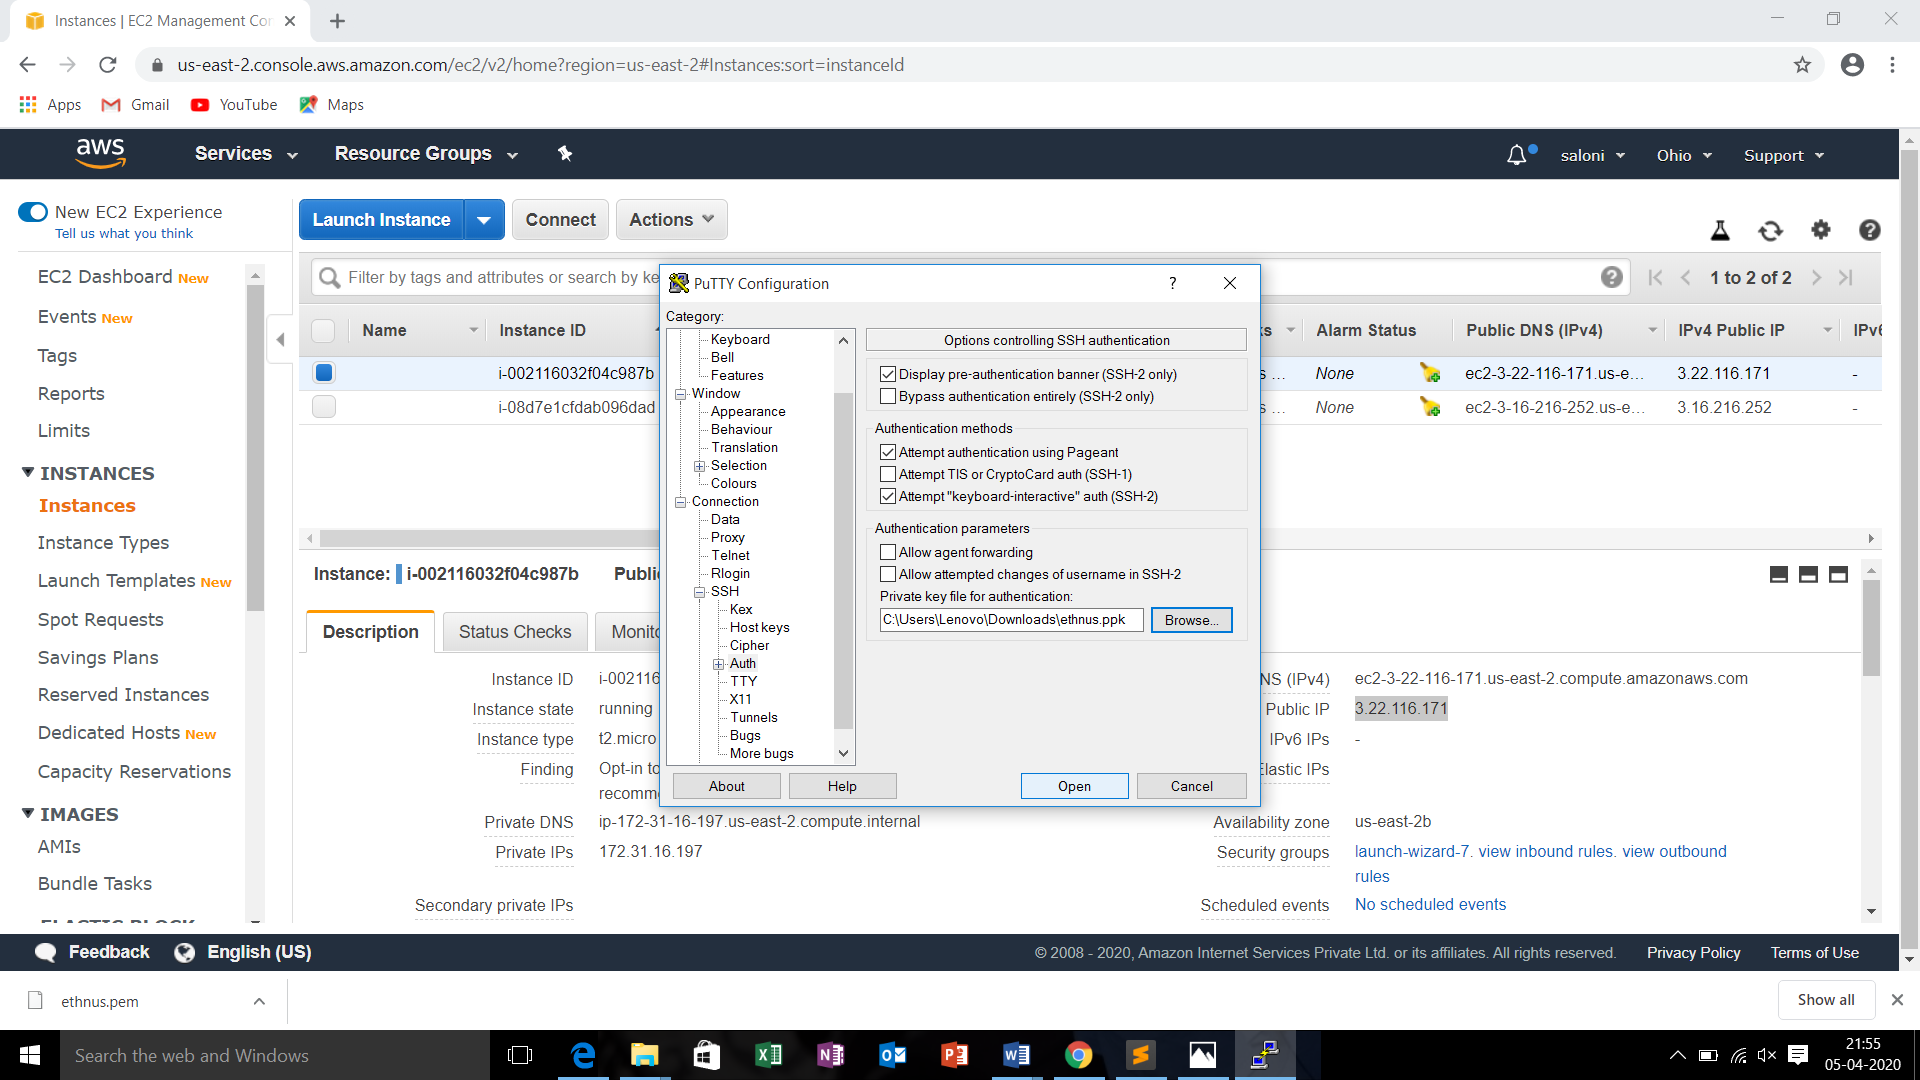 Instances | EC2 Management Con
us-east-2.console.aws.amazon.com/ec2/v2/home?region=us-east-2#Instances:sort=instanceId
Apps Gmail YouTube Maps
aws Services Resource Groups saloni Ohio Support
New EC2 Experience
Tell us what you think
EC2 Dashboard New
Events New
Tags
Reports
Limits
INSTANCES
Instances
Instance Types
Launch Templates New
Spot Requests
Savings Plans
Reserved Instances
Dedicated Hosts New
Capacity Reservations
IMAGES
AMIs
Bundle Tasks
ELASTIC BLOCK
Launch Instance Connect Actions
Filter by tags and attributes or search by ke
1 to 2 of 2
Name Instance ID ks Alarm Status Public DNS (IPv4) IPv4 Public IP IPv6
i-002116032f04c987b s ... None ec2-3-22-116-171.us-e... 3.22.116.171 -
i-08d7e1cfdab096dad s ... None ec2-3-16-216-252.us-e... 3.16.216.252 -
PuTTY Configuration ?
Category:
Keyboard
Bell
Features
Window
Appearance
Behaviour
Translation
Selection
Colours
Connection
Data
Proxy
Telnet
Rlogin
SSH
Kex
Host keys
Cipher
Auth
TTY
X11
Tunnels
Bugs
More bugs
Options controlling SSH authentication
Display pre-authentication banner (SSH-2 only)
Bypass authentication entirely (SSH-2 only)
Authentication methods
Attempt authentication using Pageant
Attempt TIS or CryptoCard auth (SSH-1)
Attempt "keyboard-interactive" auth (SSH-2)
Authentication parameters
Allow agent forwarding
Allow attempted changes of username in SSH-2
Private key file for authentication:
C:\Users\Lenovo\Downloads\ethnus.ppk Browse...
About Help Open Cancel
Instance: i-002116032f04c987b Public
Description Status Checks Monito
Instance ID i-002116
Instance state running
Instance type t2.micro
Finding Opt-in to
recomme
Private DNS ip-172-31-16-197.us-east-2.compute.internal
Private IPs 172.31.16.197
Secondary private IPs
NS (IPv4) ec2-3-22-116-171.us-east-2.compute.amazonaws.com
Public IP 3.22.116.171
IPv6 IPs -
Elastic IPs
Availability zone us-east-2b
Security groups launch-wizard-7. view inbound rules. view outbound
rules
Scheduled events No scheduled events
Feedback English (US) © 2008 - 2020, Amazon Internet Services Private Ltd. or its affiliates. All rights reserved. Privacy Policy Terms of Use
ethnus.pem Show all
Search the web and Windows
21:55
05-04-2020